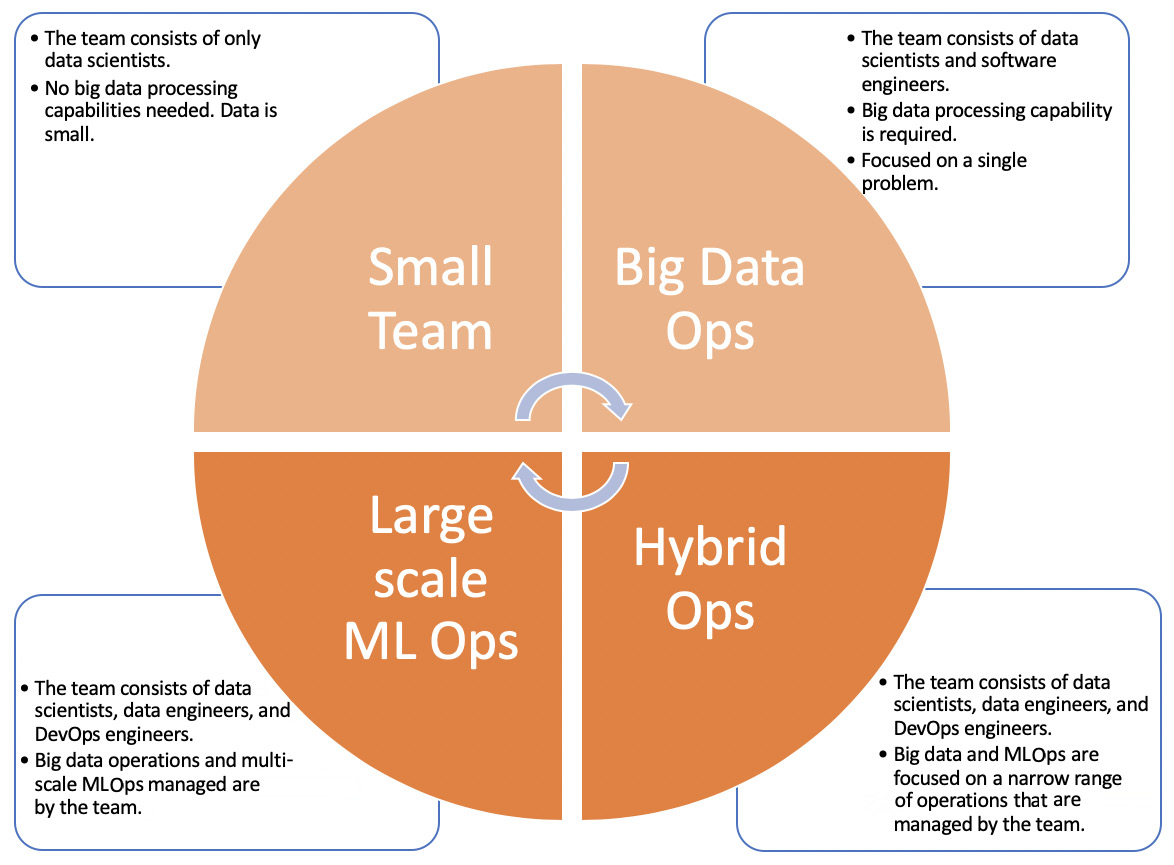 • The team consists of only
data scientists.
• No big data processing
capabilities needed. Data is
small.
• The team consists of data
scientists and software
engineers.
• Big data processing capability
is required.
• Focused on a single
problem.
Small
Team
Big Data
Ops
Large
scale
ML Ops
Hybrid
Ops
• The team consists of data
scientists, data engineers, and
DevOps engineers.
• Big data operations and multi-
scale MLOps managed are
by the team.
• The team consists of data
scientists, data engineers, and
DevOps engineers.
• Big data and MLOps are
focused on a narrow range
of operations that are
managed by the team.